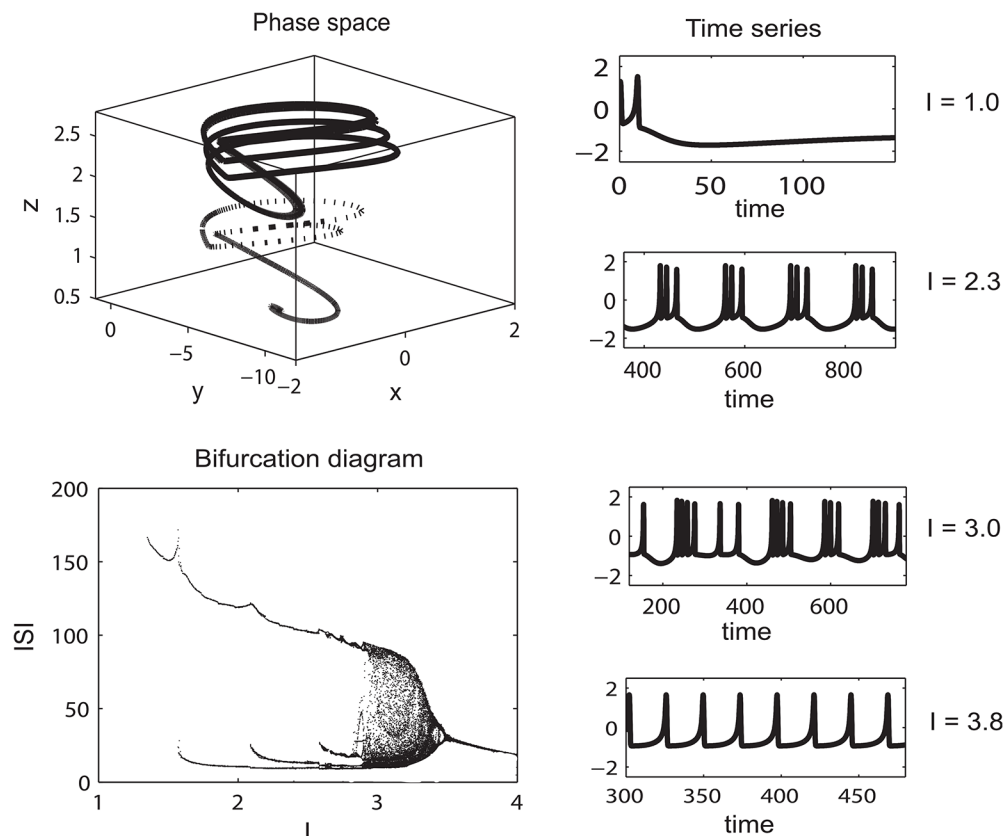 Phase space
2.5
2
1.5
1
0.5
z
0
−5
−10
−2
0
2
y
x
Time series
2
0
−2
0
50
100
time
I = 1.0
2
0
−2
400
600
800
time
I = 2.3
Bifurcation diagram
200
150
100
50
0
ISI
1
2
3
4
I
2
0
−2
200
400
600
time
I = 3.0
2
0
−2
300
350
400
450
time
I = 3.8